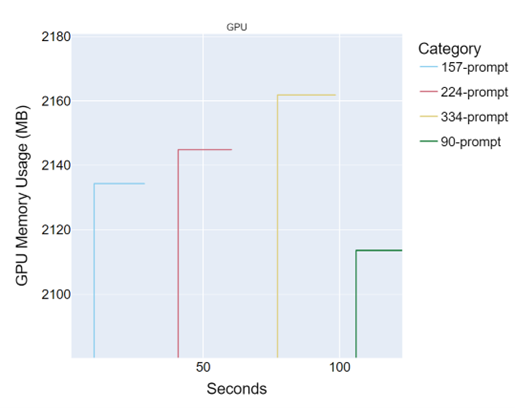 GPU
2180
2160
2140
2120
2100
GPU Memory Usage (MB)
50
100
Seconds
Category
157-prompt
224-prompt
334-prompt
90-prompt